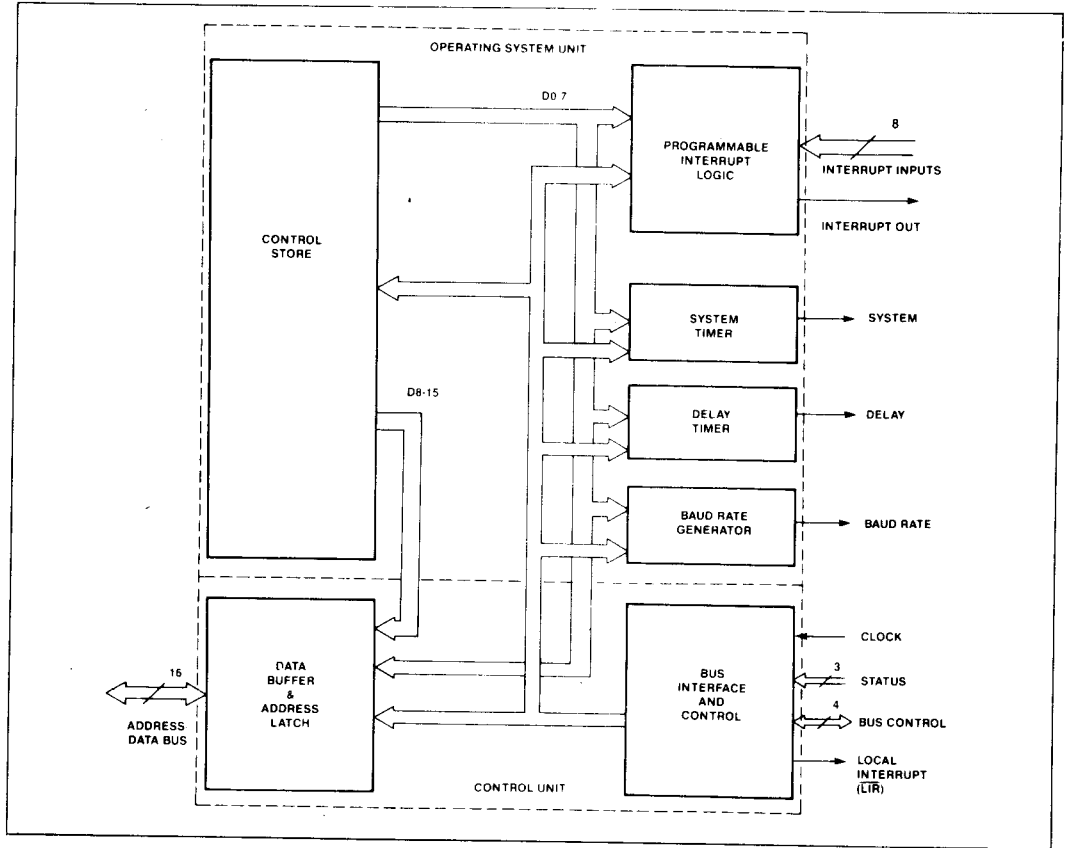 OPERATING SYSTEM UNIT
CONTROL
STORE
D0 7
D8-15
PROGRAMMABLE
INTERRUPT
LOGIC
8
INTERRUPT INPUTS
INTERRUPT OUT
SYSTEM
TIMER
SYSTEM
DELAY
TIMER
DELAY
BAUD RATE
GENERATOR
BAUD RATE
16
ADDRESS
DATA BUS
DATA
BUFFER
&
ADDRESS
LATCH
BUS
INTERFACE
AND
CONTROL
CLOCK
3
STATUS
4
BUS CONTROL
LOCAL
INTERRUPT
(LIR)
CONTROL UNIT